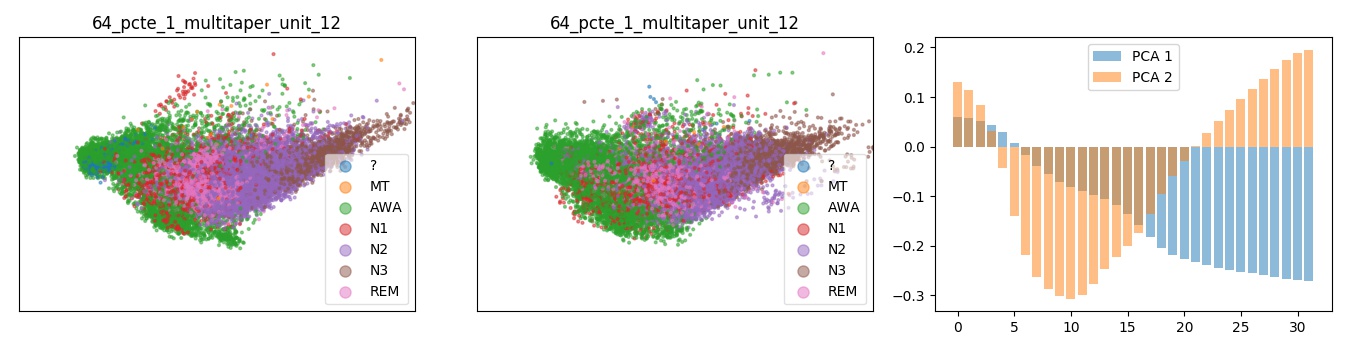 64_pcte_1_multitaper_unit_12
?
MT
AWA
N1
N2
N3
REM
64_pcte_1_multitaper_unit_12
?
MT
AWA
N1
N2
N3
REM
PCA 1
PCA 2
0.2
0.1
0.0
−0.1
−0.2
−0.3
0 5 10 15 20 25 30